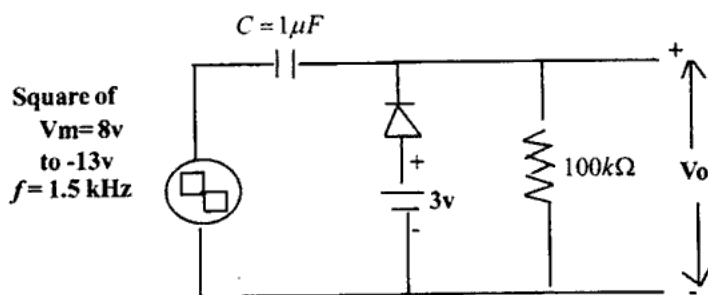 C = 1μF
Square of
Vm= 8v
to -13v
f = 1.5 kHz
+
+
3v
-
100kΩ
Vo
-